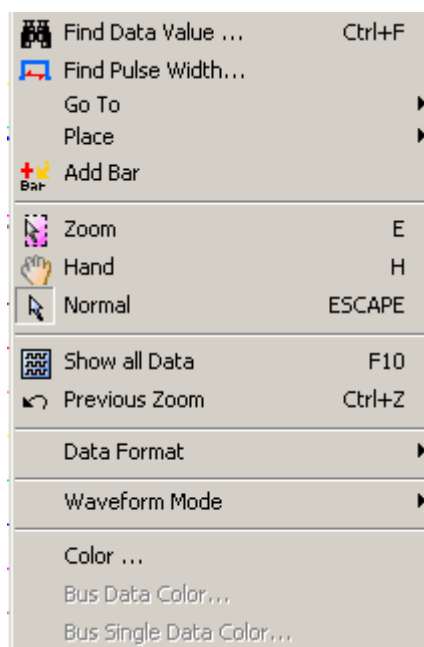 Find Data Value ... Ctrl+F
Find Pulse Width...
Go To
Place
Bar Add Bar
Zoom E
Hand H
Normal ESCAPE
Show all Data F10
Previous Zoom Ctrl+Z
Data Format
Waveform Mode
Color ...
Bus Data Color...
Bus Single Data Color...